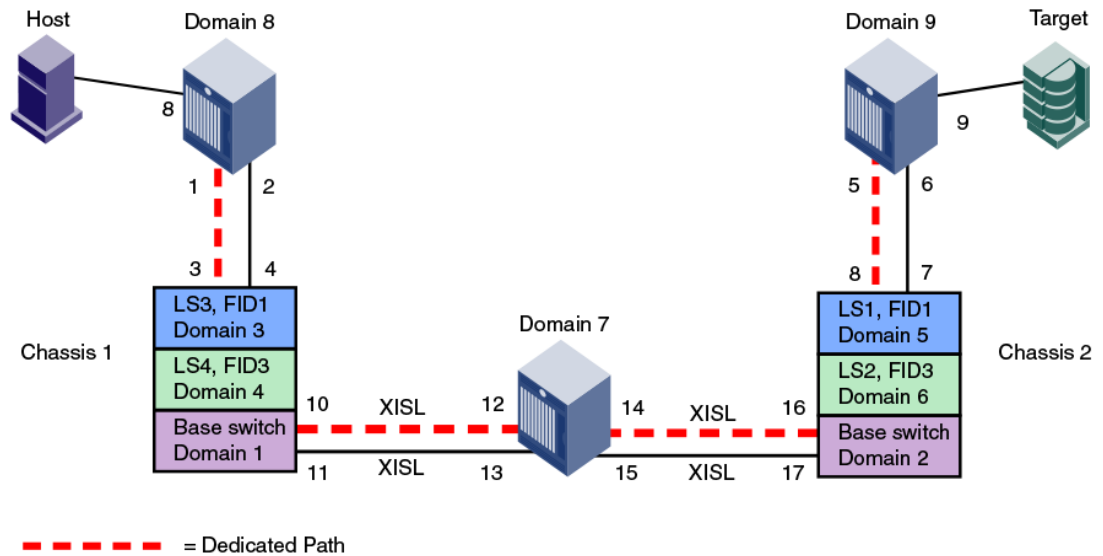 Host
Domain 8
Domain 9
Target
8
9
1
2
5
6
3
4
8
7
LS3, FID1
Domain 3
LS1, FID1
Domain 5
Domain 7
Chassis 1
Chassis 2
LS4, FID3
Domain 4
LS2, FID3
Domain 6
10
XISL
12
14
XISL
16
Base switch
Domain 1
Base switch
Domain 2
11
XISL
13
15
XISL
17
= Dedicated Path